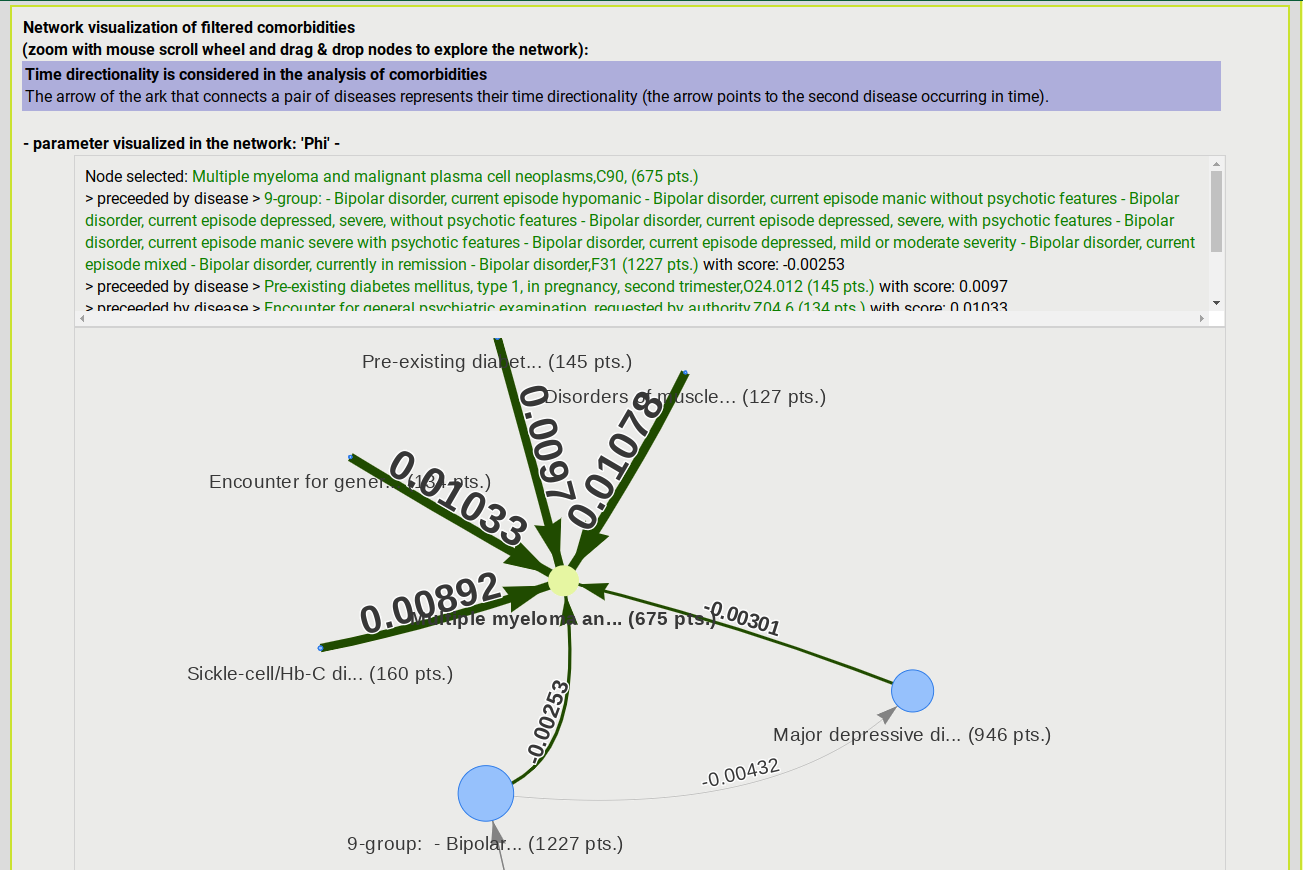 Network visualization of filtered comorbidities
(zoom with mouse scroll wheel and drag & drop nodes to explore the network):
Time directionality is considered in the analysis of comorbidities
The arrow of the ark that connects a pair of diseases represents their time directionality (the arrow points to the second disease occurring in time).
- parameter visualized in the network: 'Phi' -
Node selected: Multiple myeloma and malignant plasma cell neoplasms,C90, (675 pts.)
> preceeded by disease > 9-group: - Bipolar disorder, current episode hypomanic - Bipolar disorder, current episode manic without psychotic features - Bipolar
disorder, current episode depressed, severe, without psychotic features - Bipolar disorder, current episode depressed, severe, with psychotic features - Bipolar
disorder, current episode manic severe with psychotic features - Bipolar disorder, current episode depressed, mild or moderate severity - Bipolar disorder, current
episode mixed - Bipolar disorder, currently in remission - Bipolar disorder,F31 (1227 pts.) with score: -0.00253
> preceeded by disease > Pre-existing diabetes mellitus, type 1, in pregnancy, second trimester,O24.012 (145 pts.) with score: 0.0097
> preceeded by disease > Encounter for general psychiatric examination, requested by authority,Z04.6 (134 pts.) with score: 0.01033
Pre-existing diabet... (145 pts.)
Disorders of muscle... (127 pts.)
0.0097
0.01078
Encounter for gener... (134 pts.)
0.01033
0.00892
Multiple myeloma an... (675 pts.)
-0.00301
Sickle-cell/Hb-C di... (160 pts.)
-0.00253
Major depressive di... (946 pts.)
-0.00432
9-group:  - Bipolar... (1227 pts.)